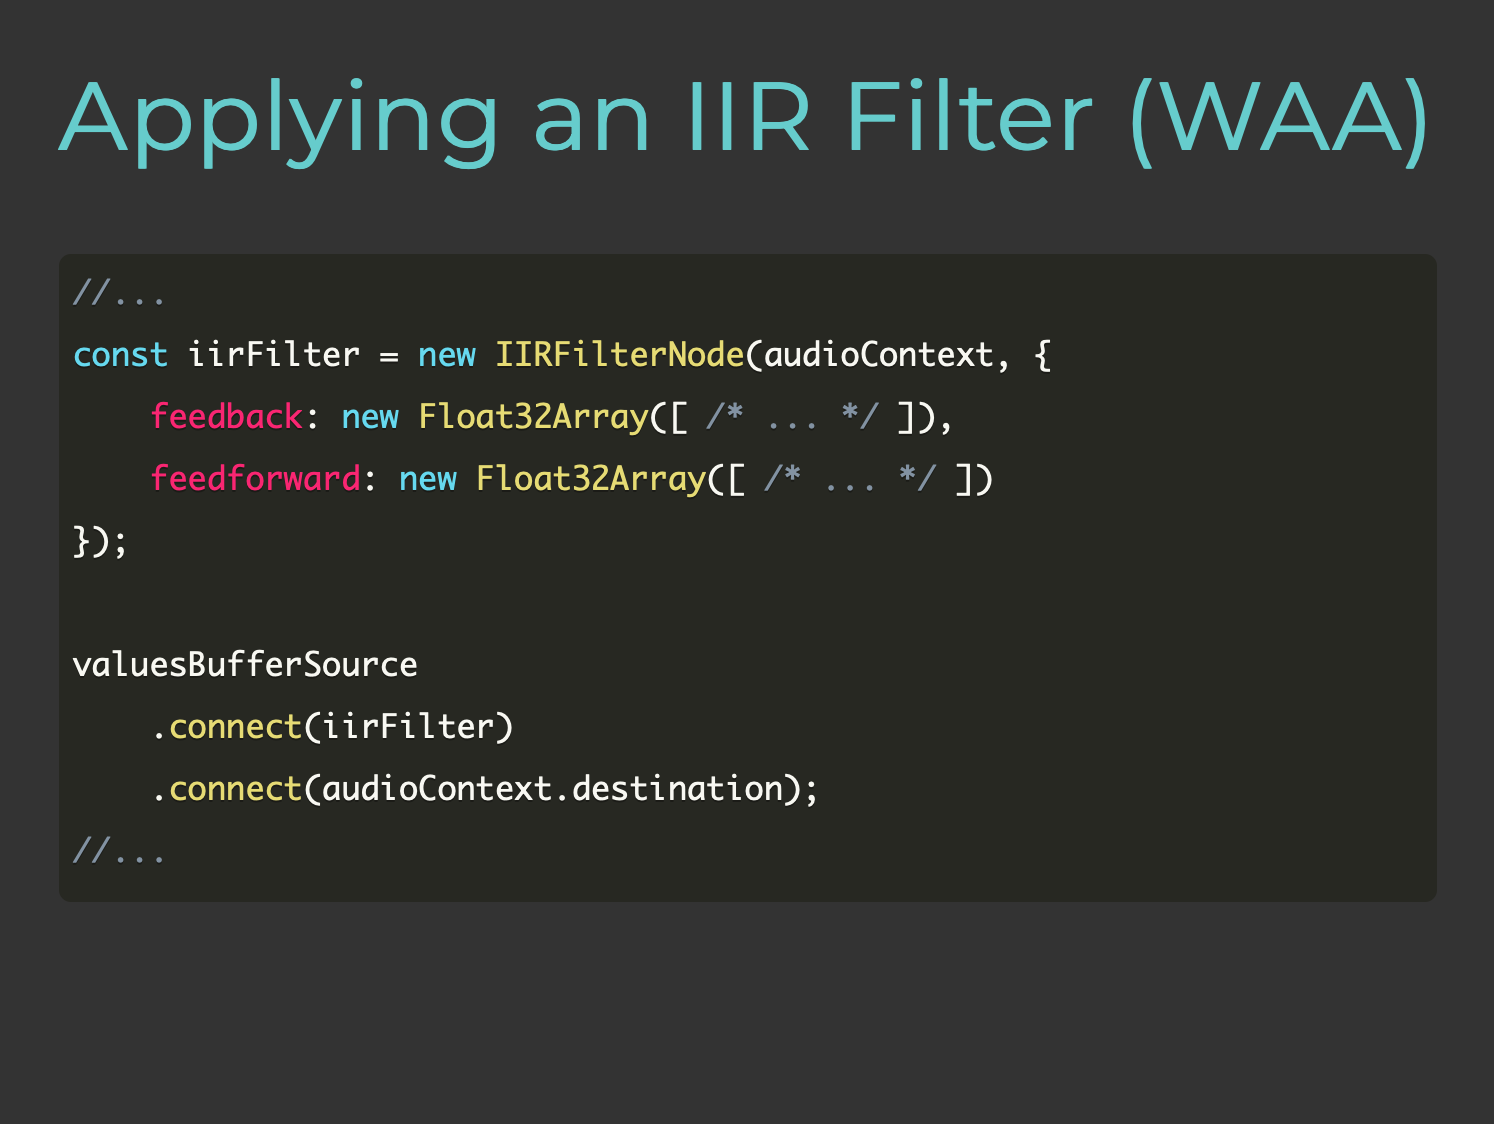 Applying an IIR Filter (WAA)
//...
const iirFilter = new IIRFilterNode(audioContext, {
    feedback: new Float32Array([ /* ... */ ]),
    feedforward: new Float32Array([ /* ... */ ])
});
valuesBufferSource
    .connect(iirFilter)
    .connect(audioContext.destination);
//...